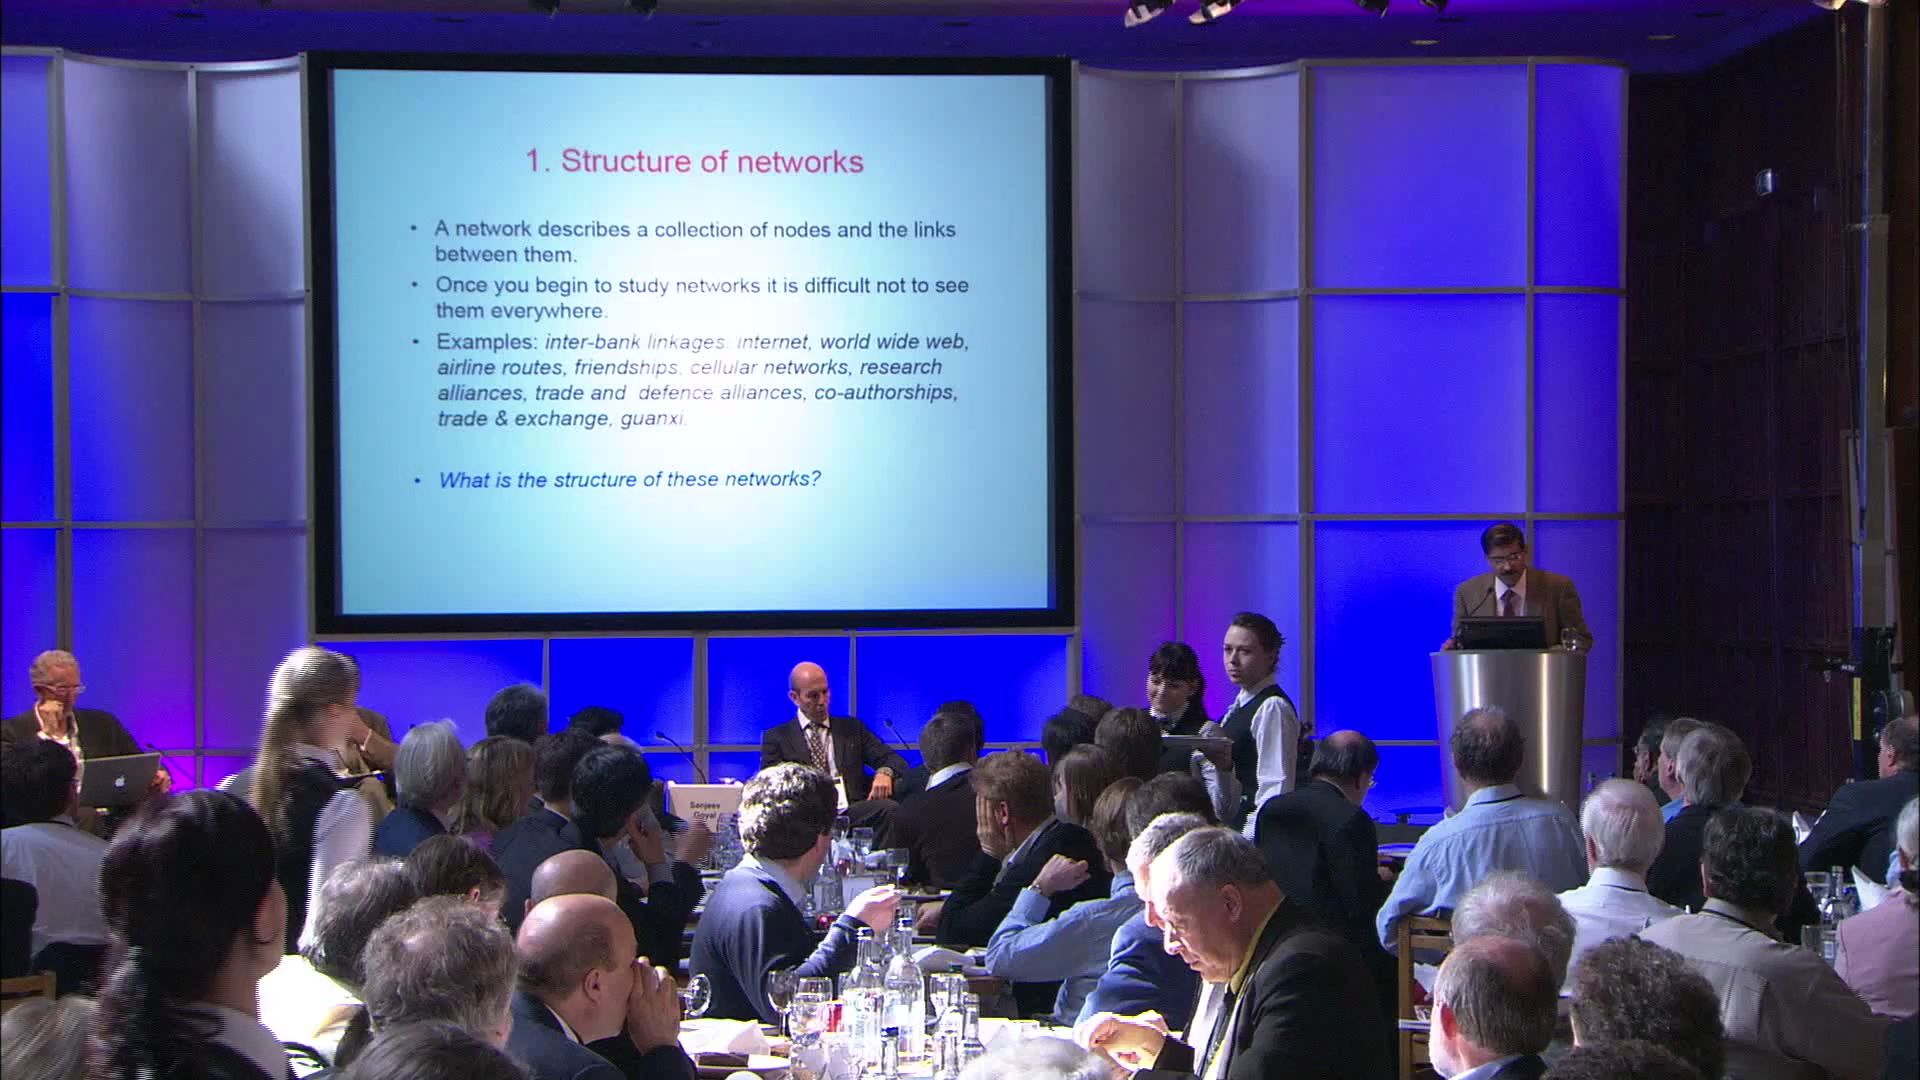 1. Structure of networks
• A network describes a collection of nodes and the links
between them.
• Once you begin to study networks it is difficult not to see
them everywhere.
• Examples: inter-bank linkages, internet, world wide web,
airline routes, friendships, cellular networks, research
alliances, trade and defence alliances, co-authorships,
trade & exchange, guanxi.
• What is the structure of these networks?
Sanjeev
Goyal